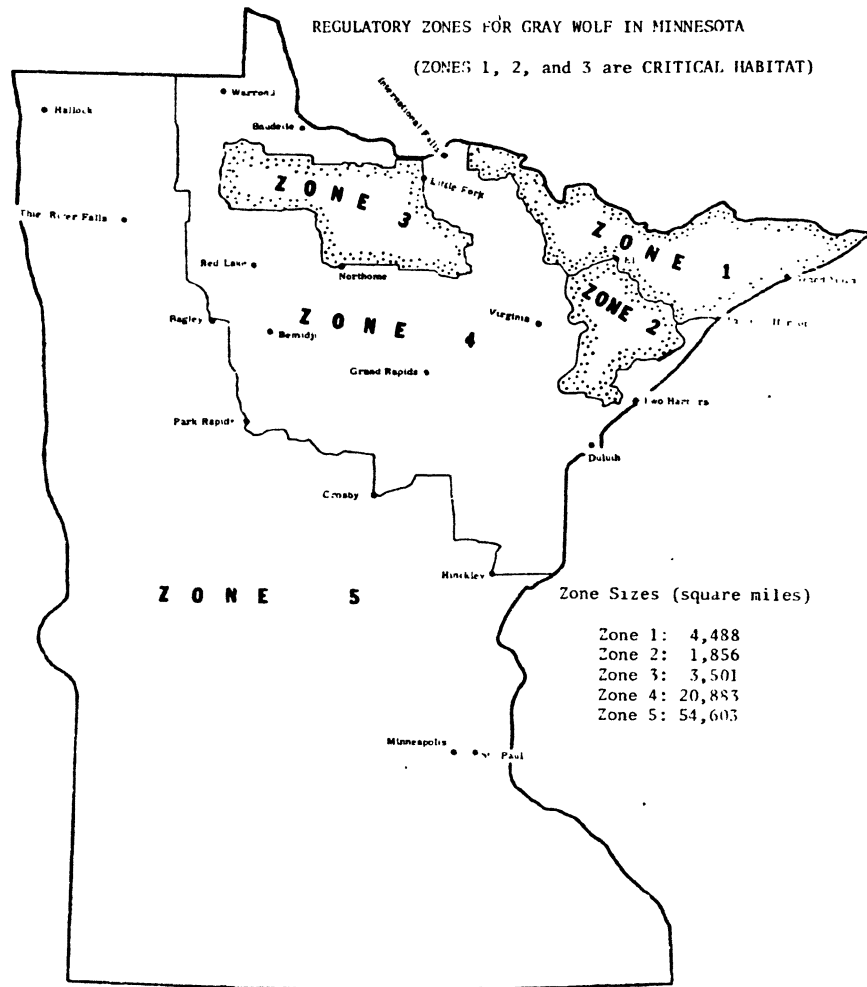 REGULATORY ZONES FOR GRAY WOLF IN MINNESOTA
(ZONES 1, 2, and 3 are CRITICAL HABITAT)
Warroad
Hallock
International Falls
Baudette
ZONE 3
Little Fork
Thief River Falls
ZONE 1
Red Lake
Northome
ZONE 2
Bagley
Bemidji
ZONE 4
Virginia
Grand Rapids
Two Harbors
Park Rapids
Duluth
Crosby
Hinckley
ZONE 5
Zone Sizes (square miles)
Zone 1: 4,488
Zone 2: 1,856
Zone 3: 3,501
Zone 4: 20,883
Zone 5: 54,603
Minneapolis
St. Paul